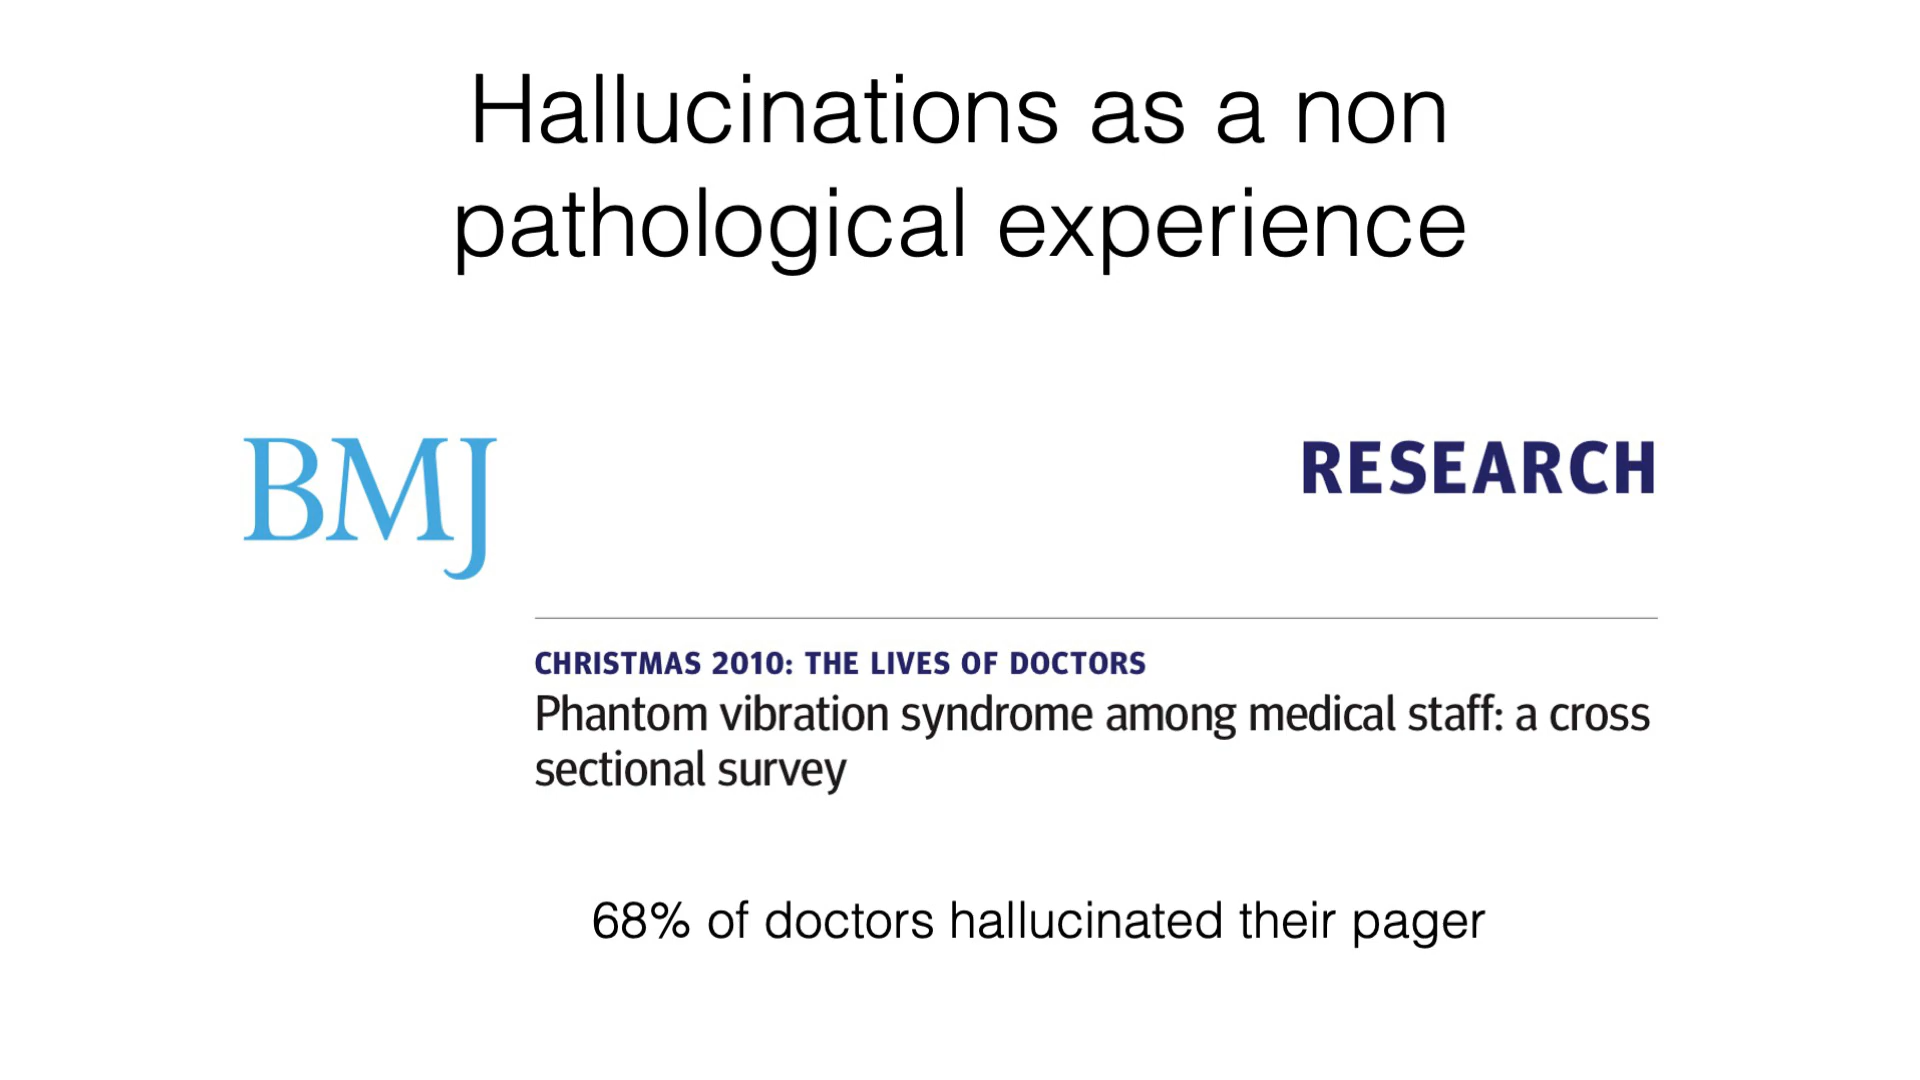 Hallucinations as a non
pathological experience
BMJ
RESEARCH
CHRISTMAS 2010: THE LIVES OF DOCTORS
Phantom vibration syndrome among medical staff: a cross
sectional survey
68% of doctors hallucinated their pager